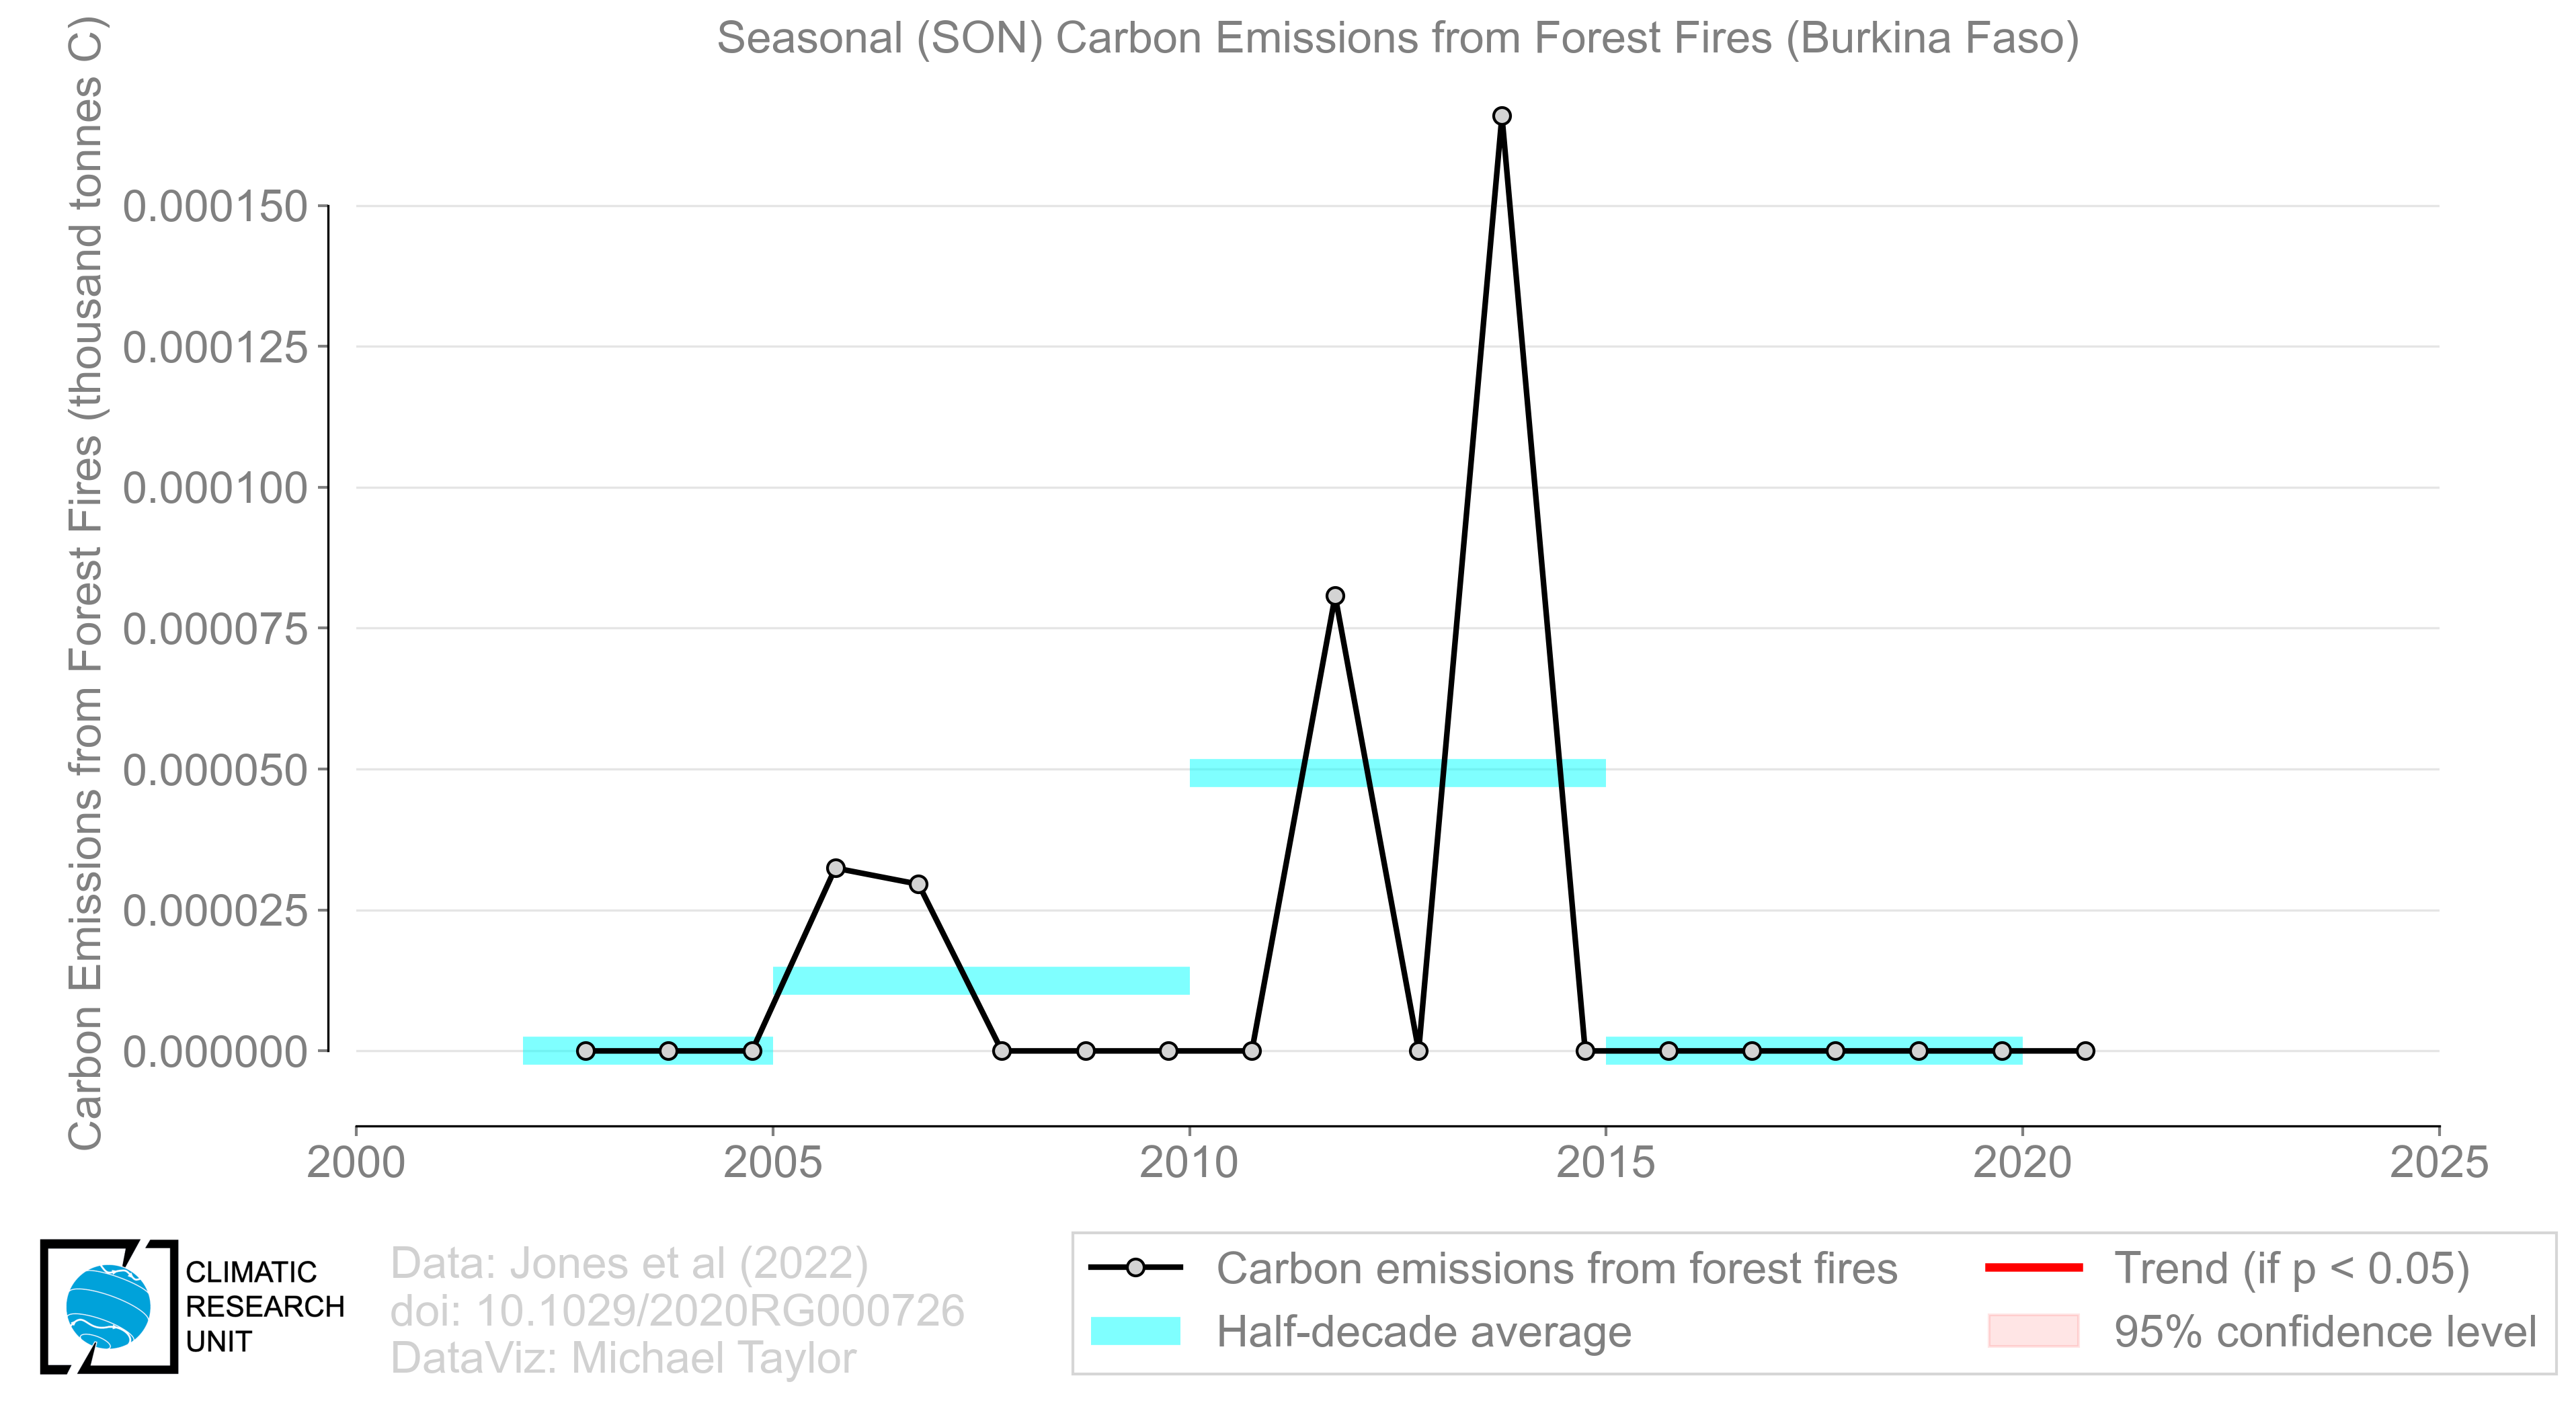 Seasonal (SON) Carbon Emissions from Forest Fires (Burkina Faso)
Carbon Emissions from Forest Fires (thousand tonnes C)
0.000150
0.000125
0.000100
0.000075
0.000050
0.000025
0.000000
2000 2005 2010 2015 2020 2025
CLIMATIC
RESEARCH
UNIT
Data: Jones et al (2022)
doi: 10.1029/2020RG000726
DataViz: Michael Taylor
Carbon emissions from forest fires
Half-decade average
Trend (if p < 0.05)
95% confidence level